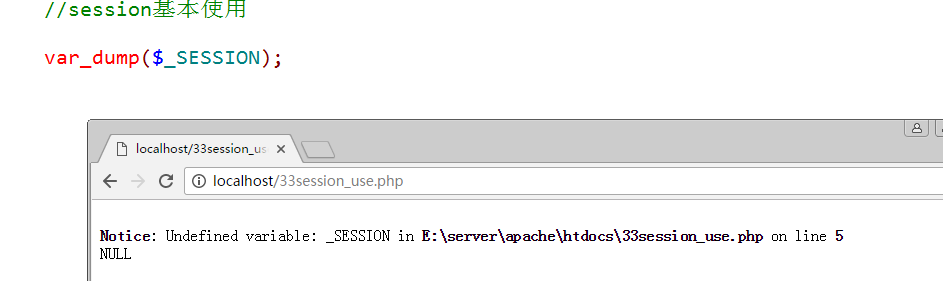 //session基本使用
var_dump($_SESSION);
localhost/33session_us
localhost/33session_use.php
Notice: Undefined variable: _SESSION in E:\server\apache\htdocs\33session_use.php on line 5
NULL